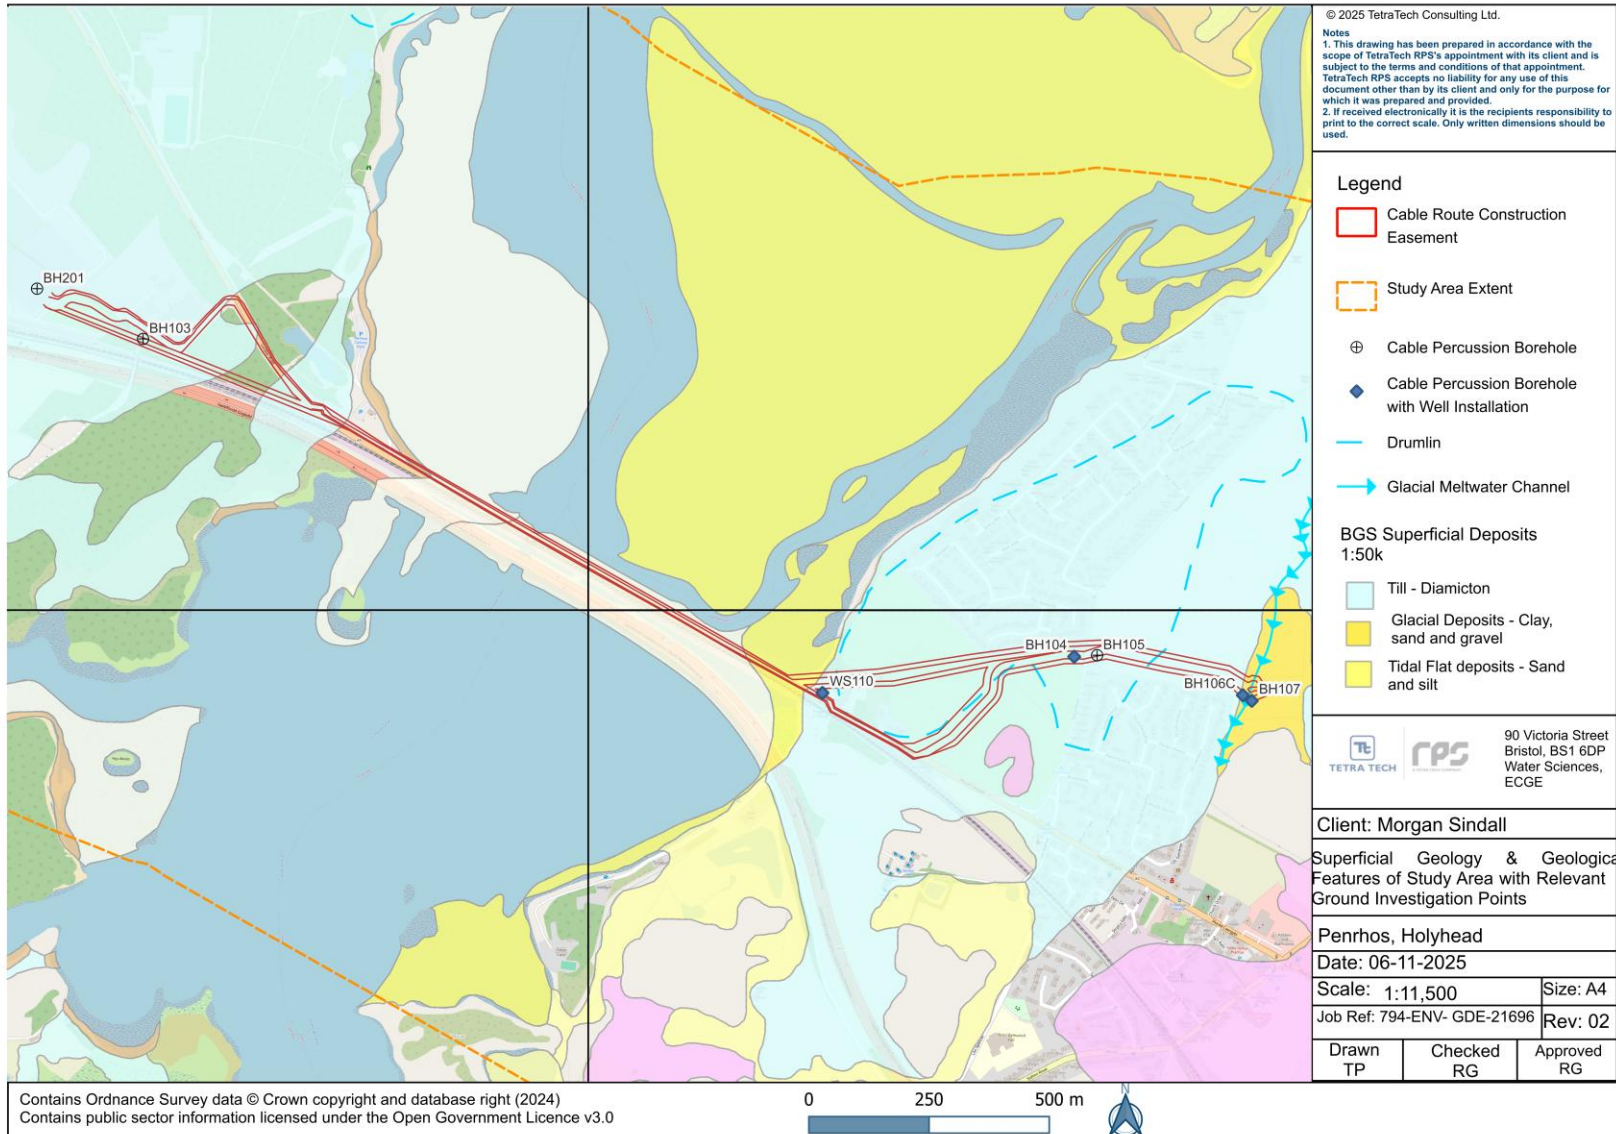 © 2025 TetraTech Consulting Ltd.
Notes
1. This drawing has been prepared in accordance with the
scope of TetraTech RPS's appointment with its client and is
subject to the terms and conditions of that appointment.
TetraTech RPS accepts no liability for any use of this
document other than by its client and only for the purpose for
which it was prepared and provided.
2. If received electronically it is the recipients responsibility to
print to the correct scale. Only written dimensions should be
used.
Legend
Cable Route Construction
Easement
Study Area Extent
Cable Percussion Borehole
Cable Percussion Borehole
with Well Installation
Drumlin
Glacial Meltwater Channel
BGS Superficial Deposits
1:50k
Till - Diamicton
Glacial Deposits - Clay,
sand and gravel
Tidal Flat deposits - Sand
and silt
BH201
BH103
BH104
BH105
WS110
BH106C
BH107
TETRA TECH
rps
90 Victoria Street
Bristol, BS1 6DP
Water Sciences,
ECGE
Client: Morgan Sindall
Superficial Geology & Geologica
Features of Study Area with Relevant
Ground Investigation Points
Penrhos, Holyhead
Date: 06-11-2025
Scale: 1:11,500
Size: A4
Job Ref: 794-ENV- GDE-21696
Rev: 02
Drawn
TP
Checked
RG
Approved
RG
Contains Ordnance Survey data © Crown copyright and database right (2024)
Contains public sector information licensed under the Open Government Licence v3.0
0 250 500 m
N